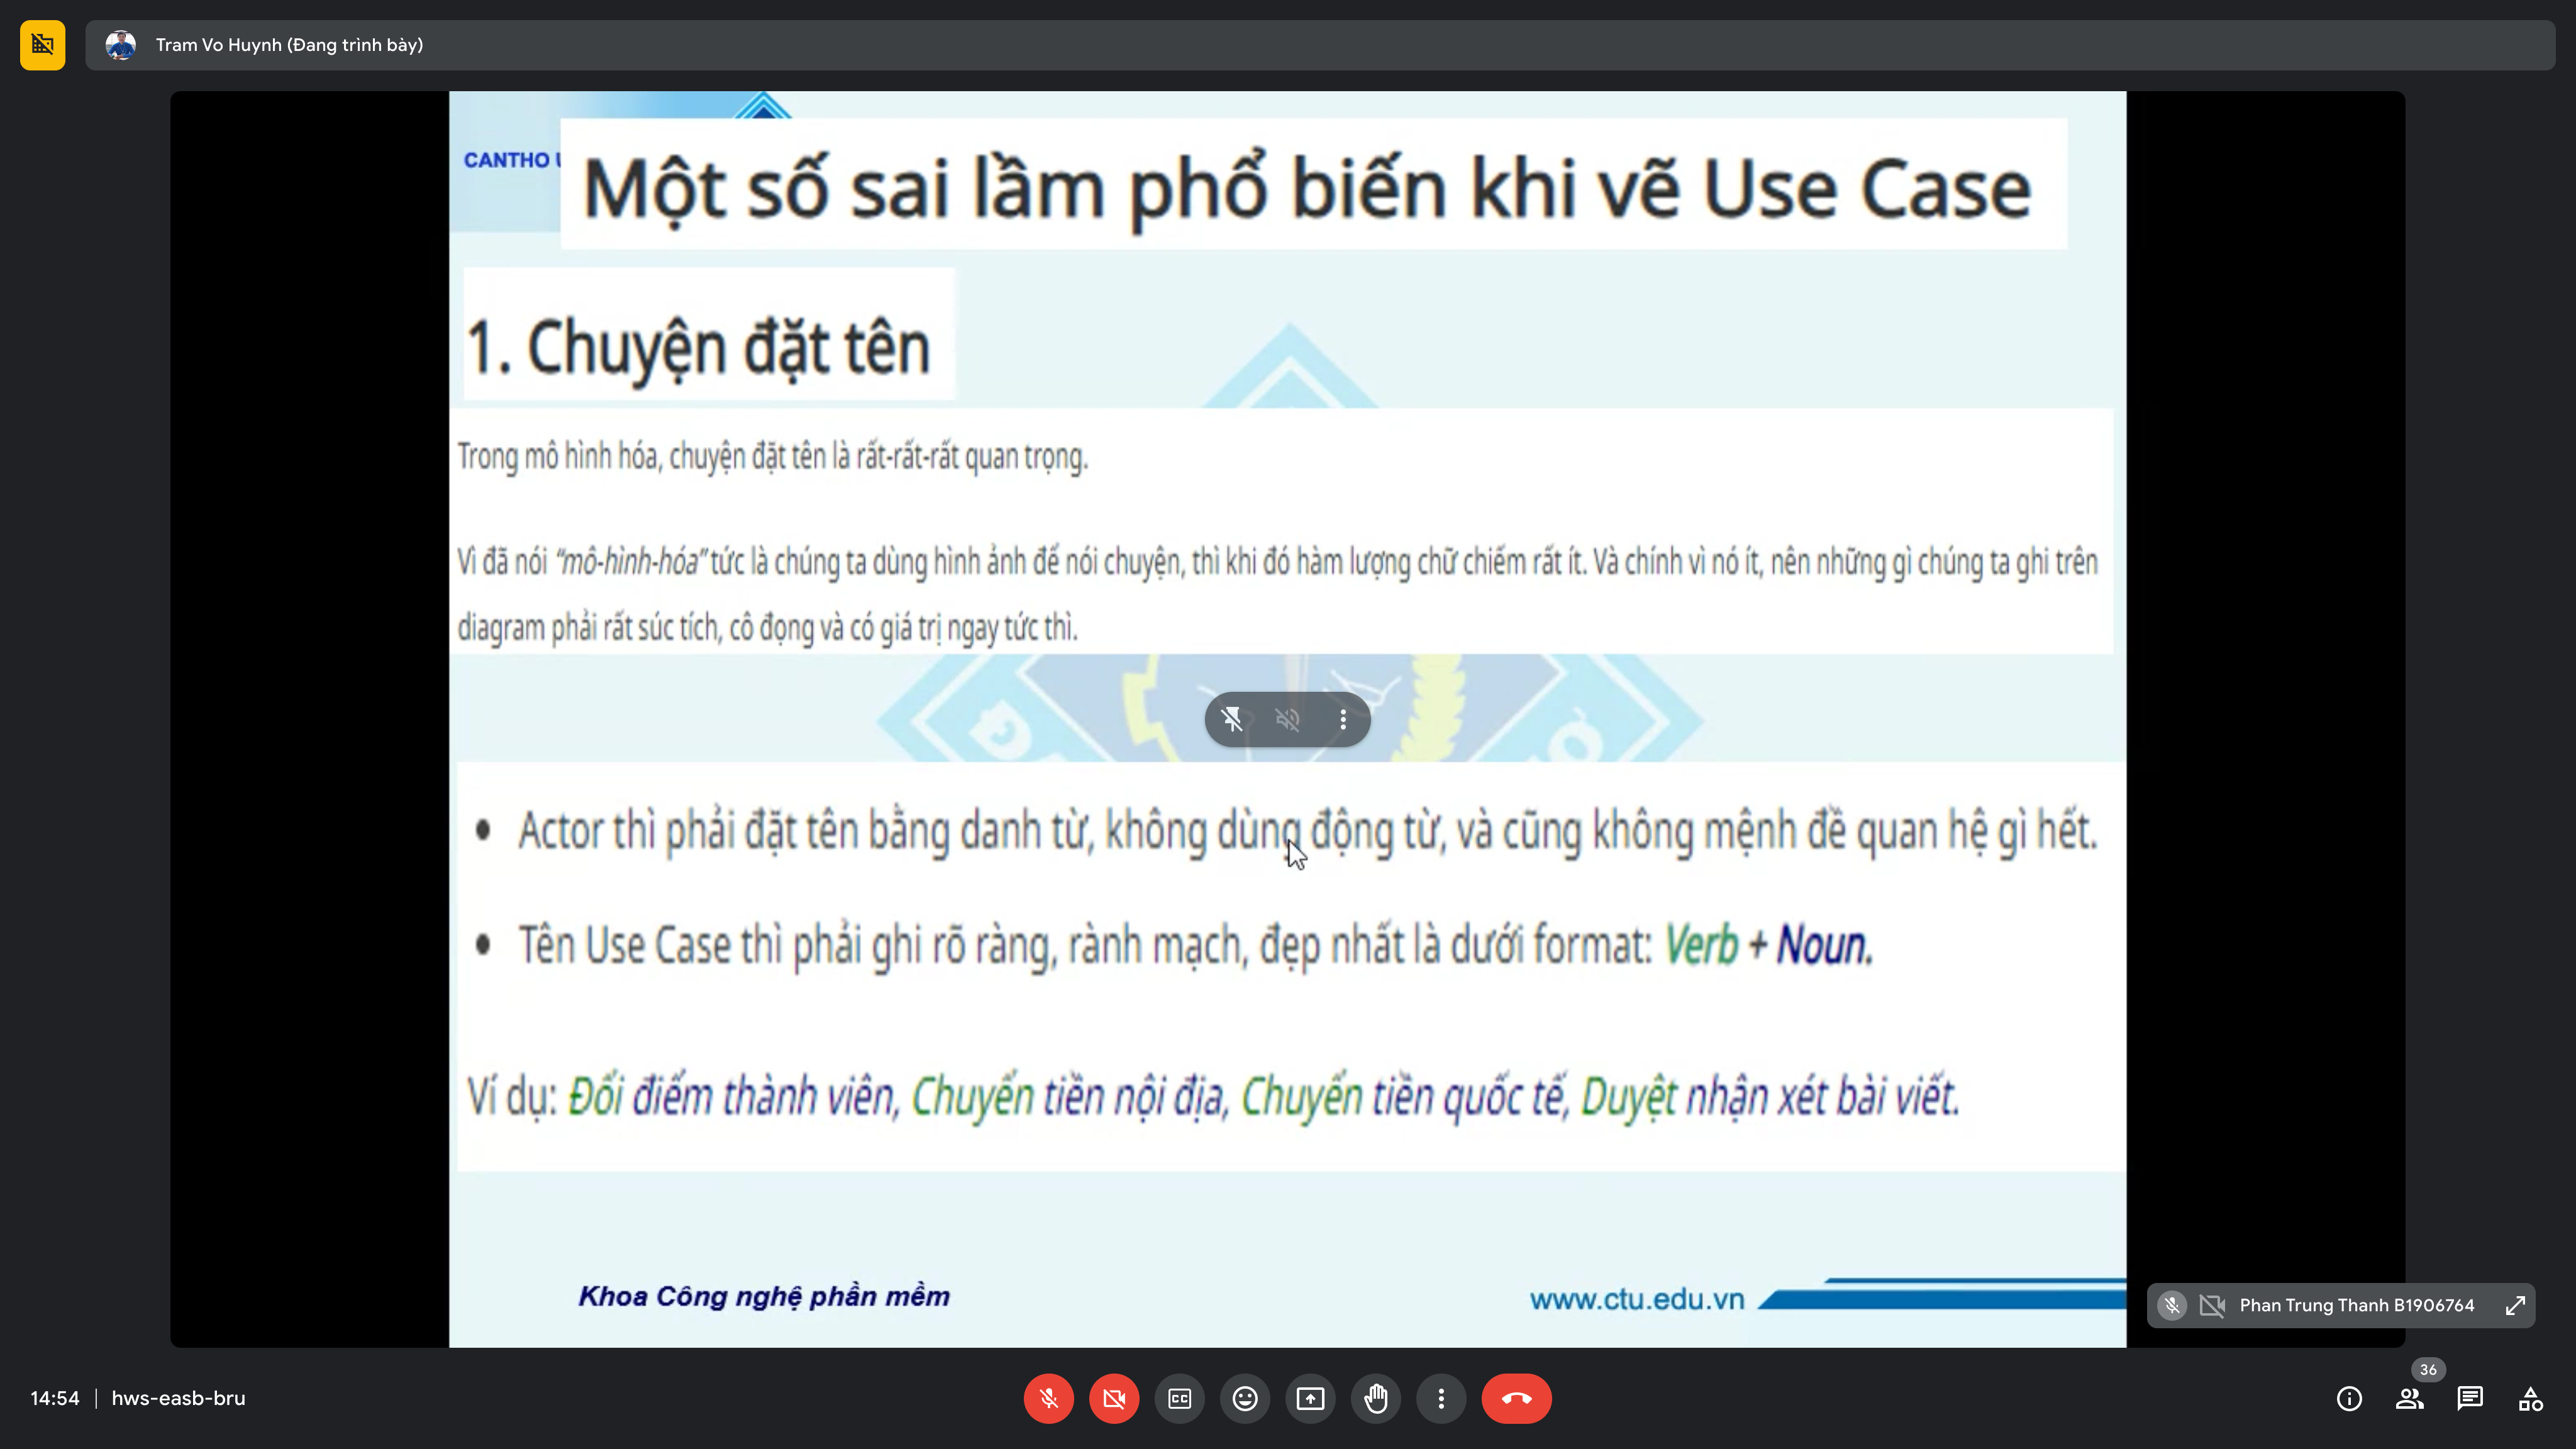 Tram Vo Huynh (Đang trình bày)
CANTHO
Một số sai lầm phổ biến khi vẽ Use Case
1. Chuyện đặt tên
Trong mô hình hóa, chuyện đặt tên là rất-rất-rất quan trọng.
Vì đã nói “mô-hình-hóa” tức là chúng ta dùng hình ảnh để nói chuyện, thì khi đó hàm lượng chữ chiếm rất ít. Và chính vì nó ít, nên những gì chúng ta ghi trên
diagram phải rất súc tích, cô đọng và có giá trị ngay tức thì.
• Actor thì phải đặt tên bằng danh từ, không dùng động từ, và cũng không mệnh đề quan hệ gì hết.
• Tên Use Case thì phải ghi rõ ràng, rành mạch, đẹp nhất là dưới format: Verb + Noun.
Ví dụ: Đổi điểm thành viên, Chuyển tiền nội địa, Chuyển tiền quốc tế, Duyệt nhận xét bài viết.
Khoa Công nghệ phần mềm
www.ctu.edu.vn
Phan Trung Thanh B1906764
14:54 | hws-easb-bru
CC
36